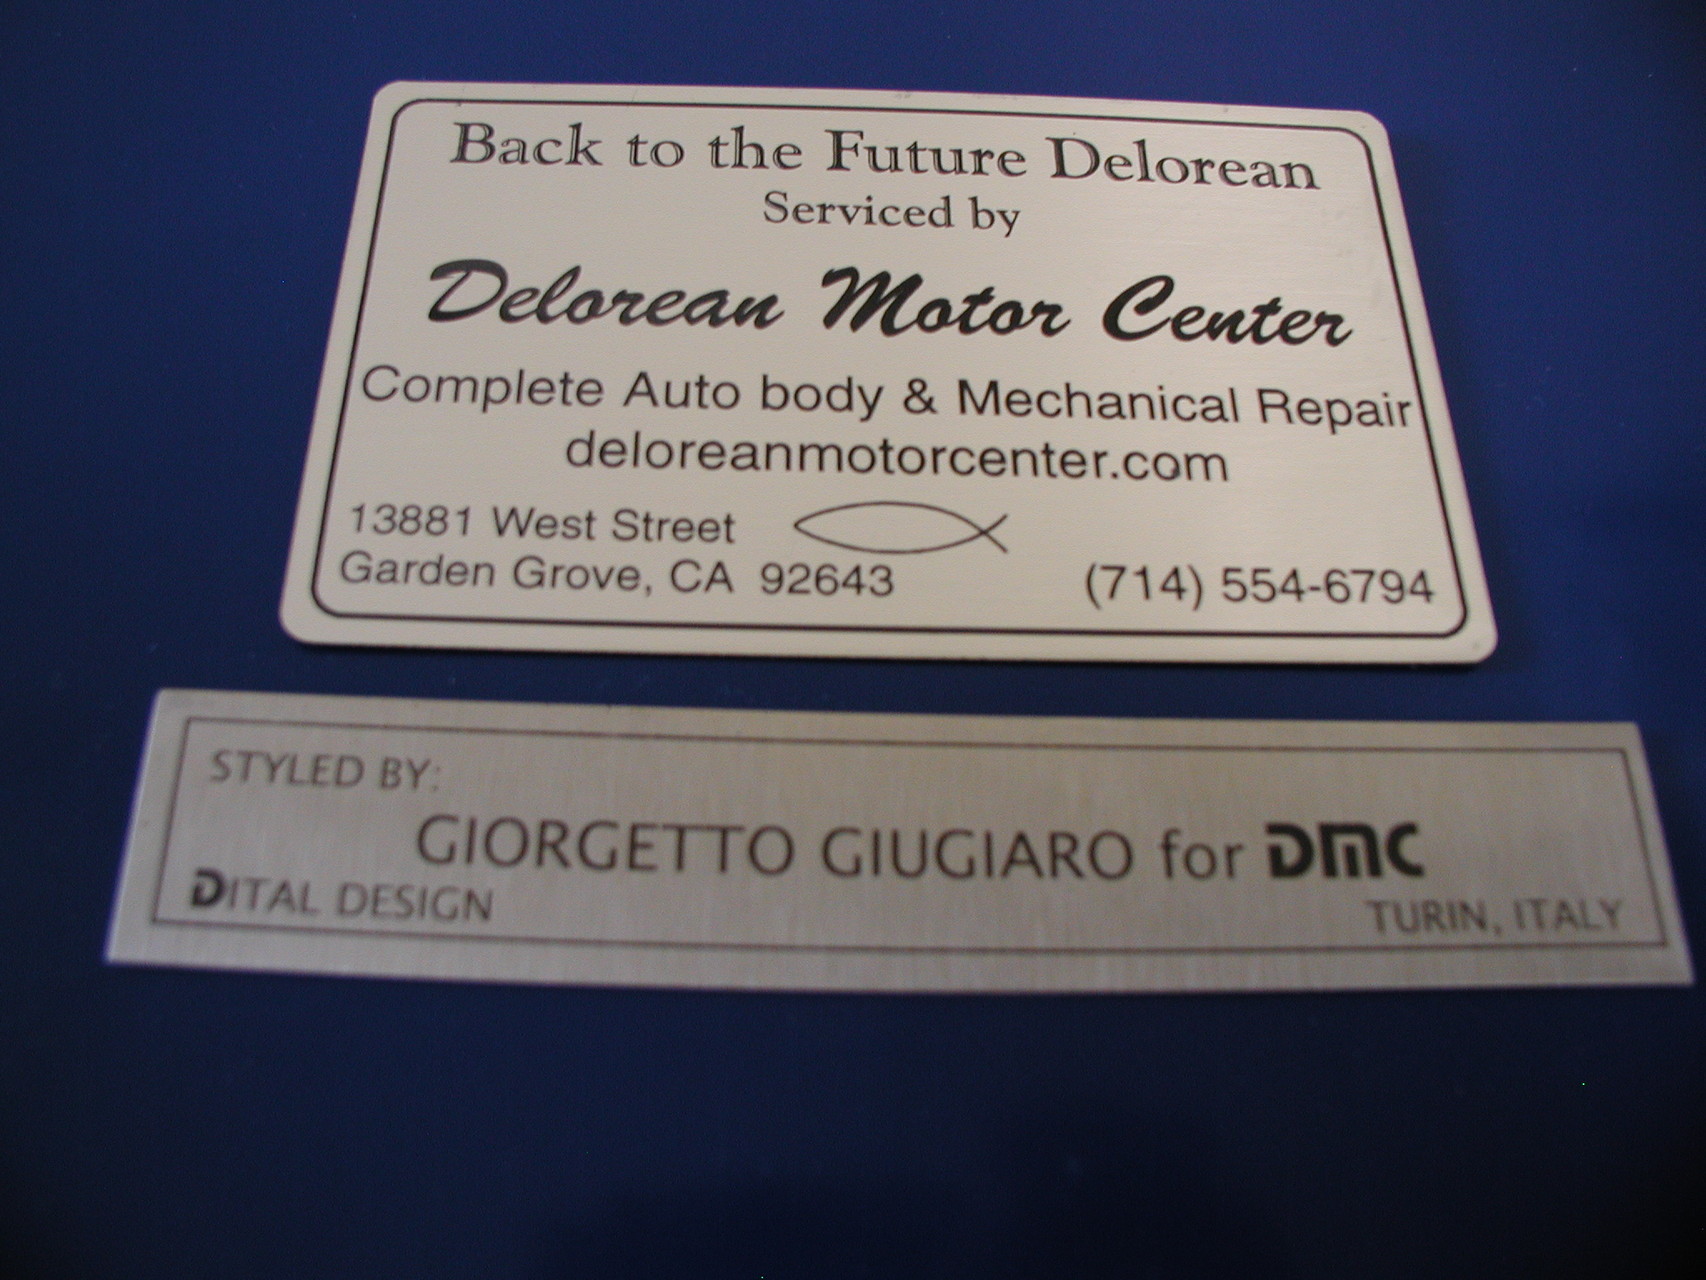 Back to the Future Delorean
Serviced by
Delorean Motor Center
Complete Auto body & Mechanical Repair
deloreanmotorcenter.com
13881 West Street
Garden Grove, CA 92643
(714) 554-6794
STYLED BY:
GIORGETTO GIUGIARO for DMC
DITAL DESIGN
TURIN, ITALY